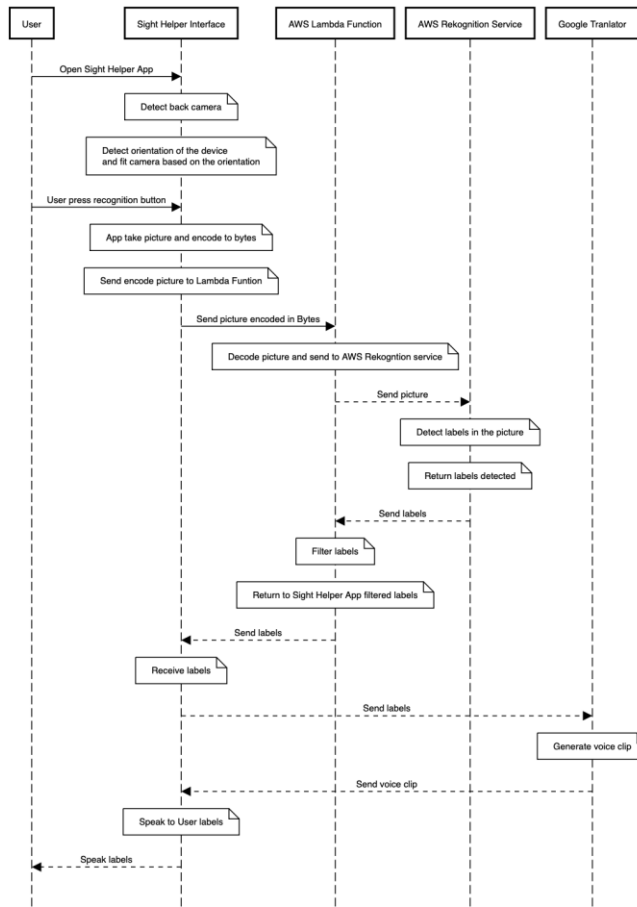 User
Sight Helper Interface
AWS Lambda Function
AWS Rekognition Service
Google Tranlator
Open Sight Helper App
Detect back camera
Detect orientation of the device
and fit camera based on the orientation
User press recognition button
App take picture and encode to bytes
Send encode picture to Lambda Funtion
Send picture encoded in Bytes
Decode picture and send to AWS Rekogntion service
Send picture
Detect labels in the picture
Return labels detected
Send labels
Filter labels
Return to Sight Helper App filtered labels
Send labels
Receive labels
Send labels
Generate voice clip
Send voice clip
Speak to User labels
Speak labels